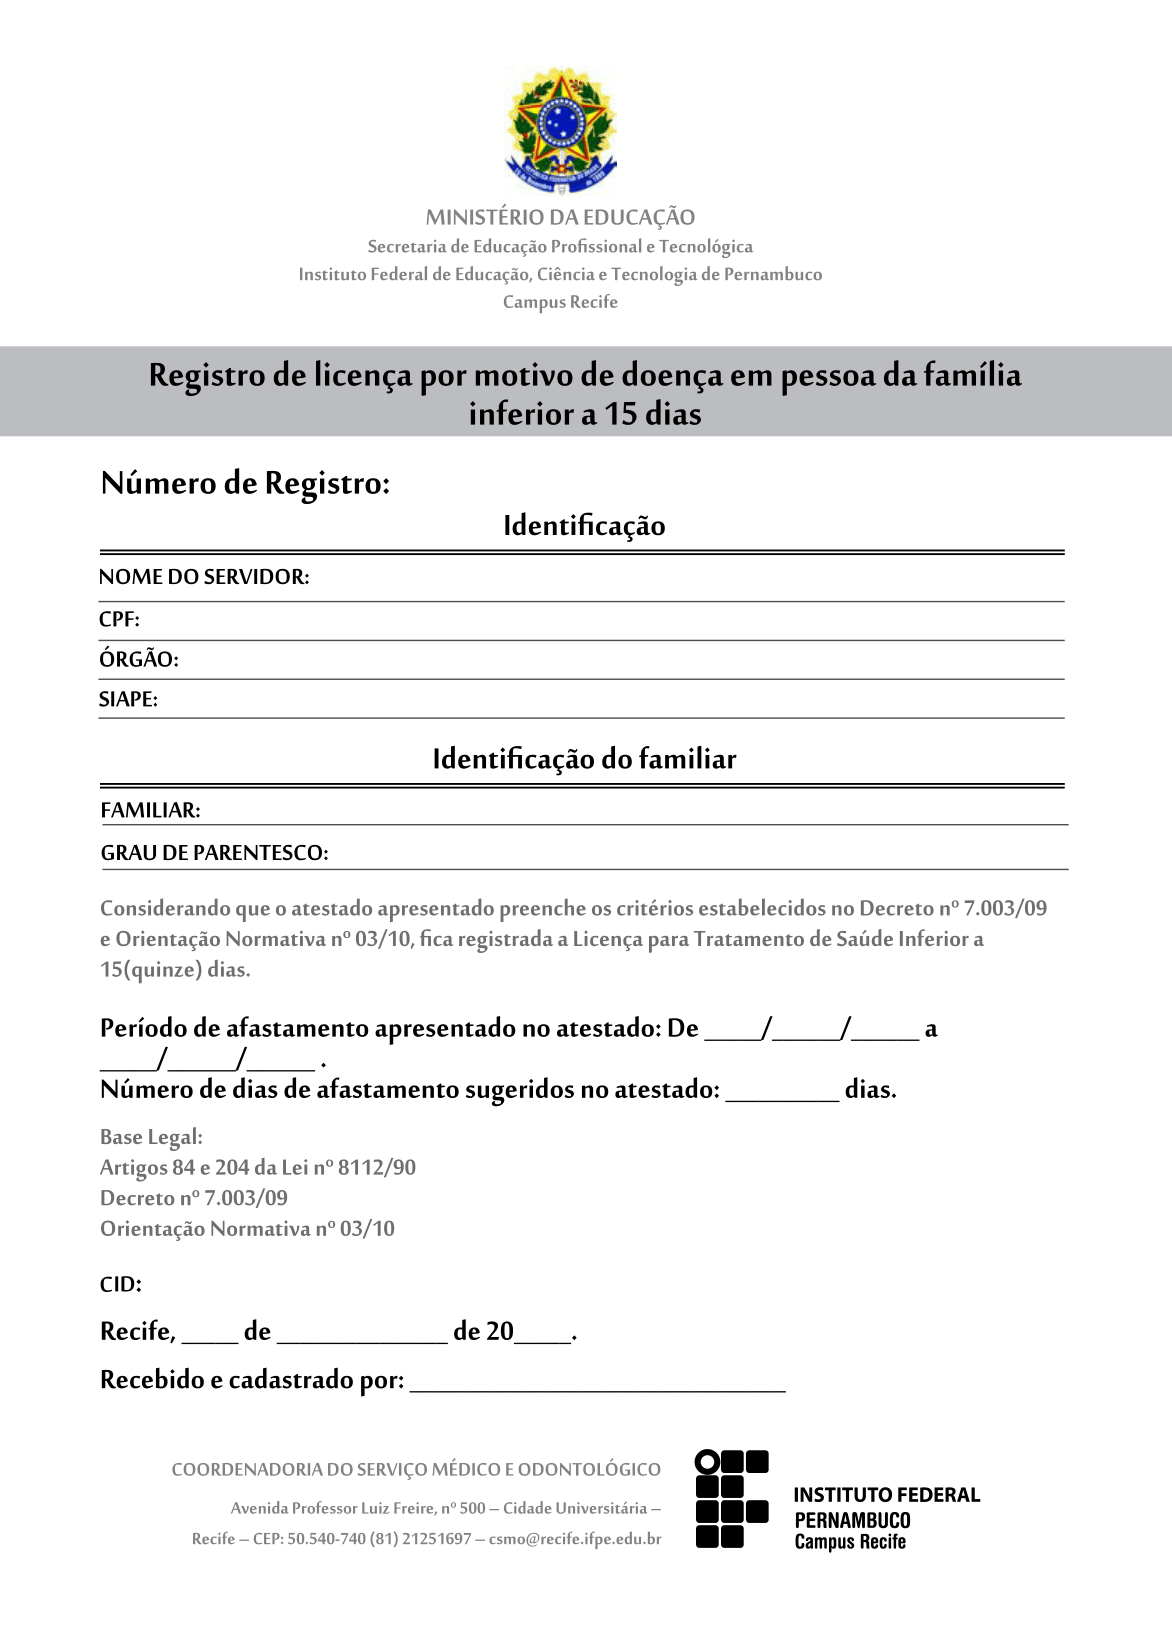 MINISTÉRIO DA EDUCAÇÃO
Secretaria de Educação Profissional e Tecnológica
Instituto Federal de Educação, Ciência e Tecnologia de Pernambuco
Campus Recife
Registro de licença por motivo de doença em pessoa da família
inferior a 15 dias
Número de Registro:
Identificação
NOME DO SERVIDOR:
CPF:
ÓRGÃO:
SIAPE:
Identificação do familiar
FAMILIAR:
GRAU DE PARENTESCO:
Considerando que o atestado apresentado preenche os critérios estabelecidos no Decreto nº 7.003/09
e Orientação Normativa nº 03/10, fica registrada a Licença para Tratamento de Saúde Inferior a
15(quinze) dias.
Período de afastamento apresentado no atestado: De _____/______/______ a
_____/______/______ .
Número de dias de afastamento sugeridos no atestado: __________ dias.
Base Legal:
Artigos 84 e 204 da Lei nº 8112/90
Decreto nº 7.003/09
Orientação Normativa nº 03/10
CID:
Recife, _____ de _______________ de 20_____.
Recebido e cadastrado por: _________________________________
COORDENADORIA DO SERVIÇO MÉDICO E ODONTOLÓGICO
Avenida Professor Luiz Freire, nº 500 – Cidade Universitária –
Recife – CEP: 50.540-740 (81) 21251697 – csmo@recife.ifpe.edu.br
INSTITUTO FEDERAL
PERNAMBUCO
Campus Recife